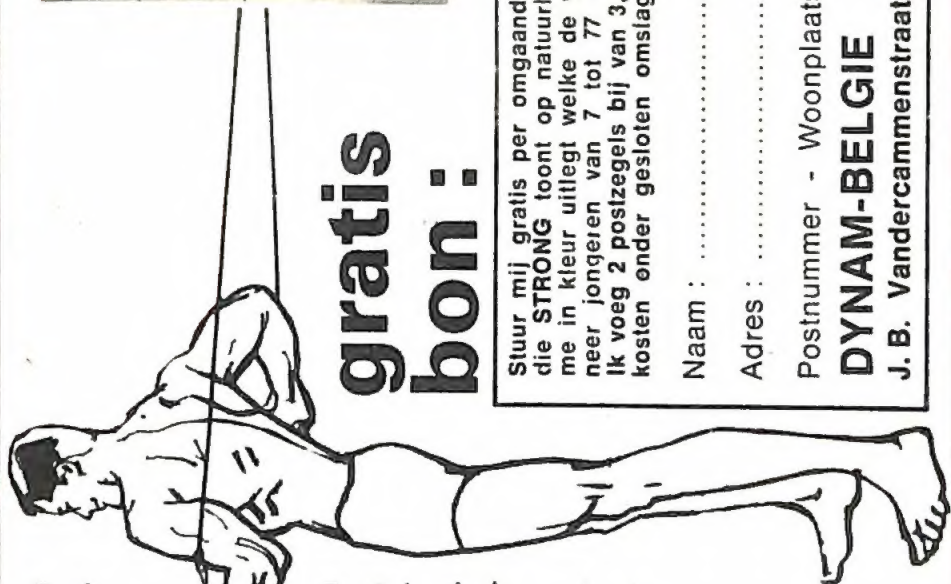 gratis
bon :
Stuur mij gratis per omgaand
die STRONG toont op natuurl
me in kleur uitlegt welke de
neer jongeren van 7 tot 77
Ik voeg 2 postzegels bij van 3,
kosten onder gesloten omslag
Naam : ..............................
Adres : ..............................
Postnummer - Woonplaats
DYNAM-BELGIE
J. B. Vandercammenstraat